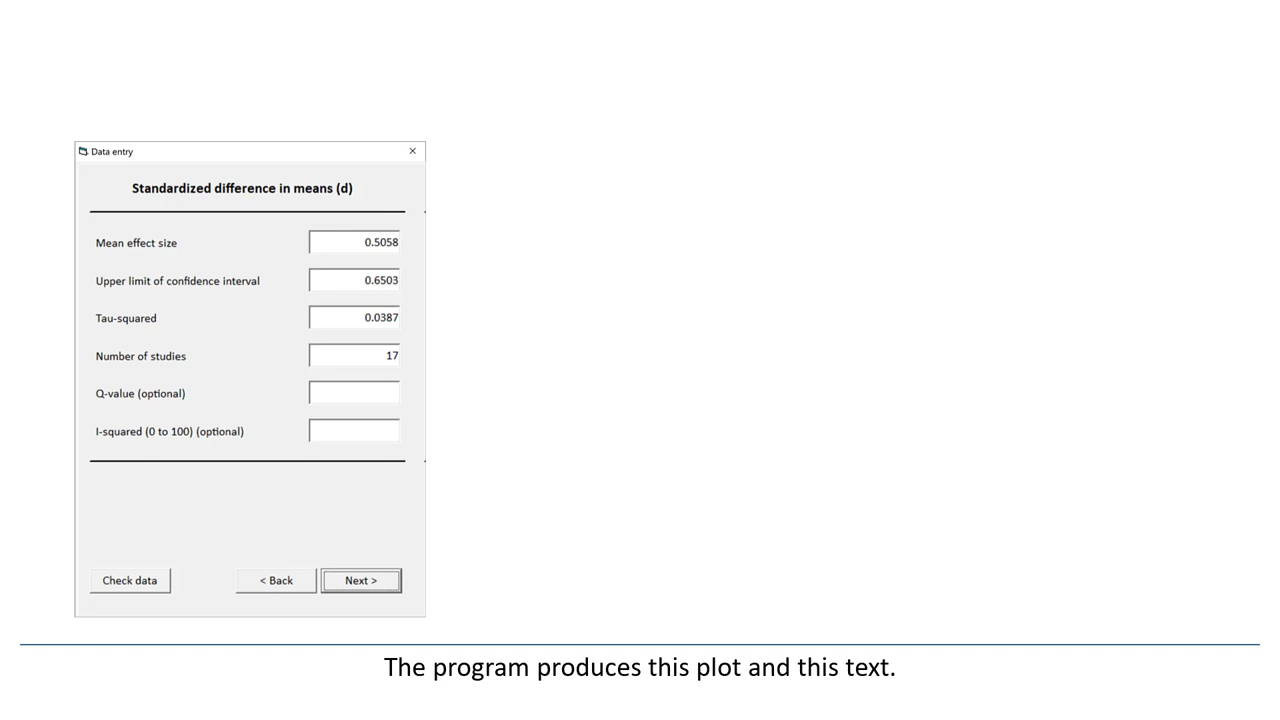 Data entry
Standardized difference in means (d)
Mean effect size 0.5058
Upper limit of confidence interval 0.6503
Tau-squared 0.0387
Number of studies 17
Q-value (optional)
I-squared (0 to 100) (optional)
Check data < Back Next >
The program produces this plot and this text.